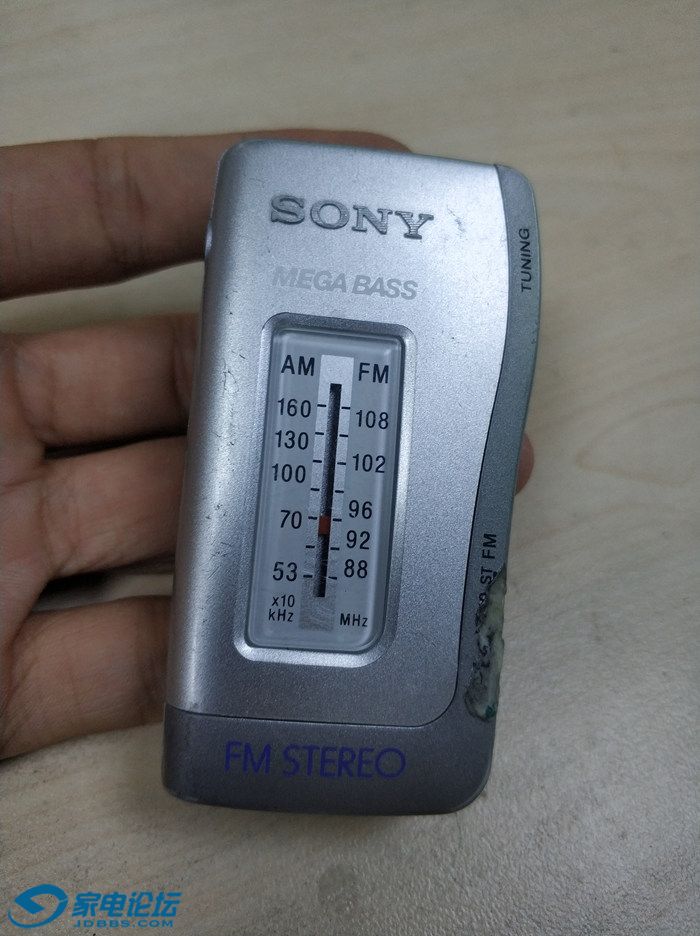 SONY
MEGA BASS
TUNING
AM FM
160 108
130
100 102
70 96
92
53 88
x10
kHz MHz
ST FM
FM STEREO
家电论坛
JDBBS.COM